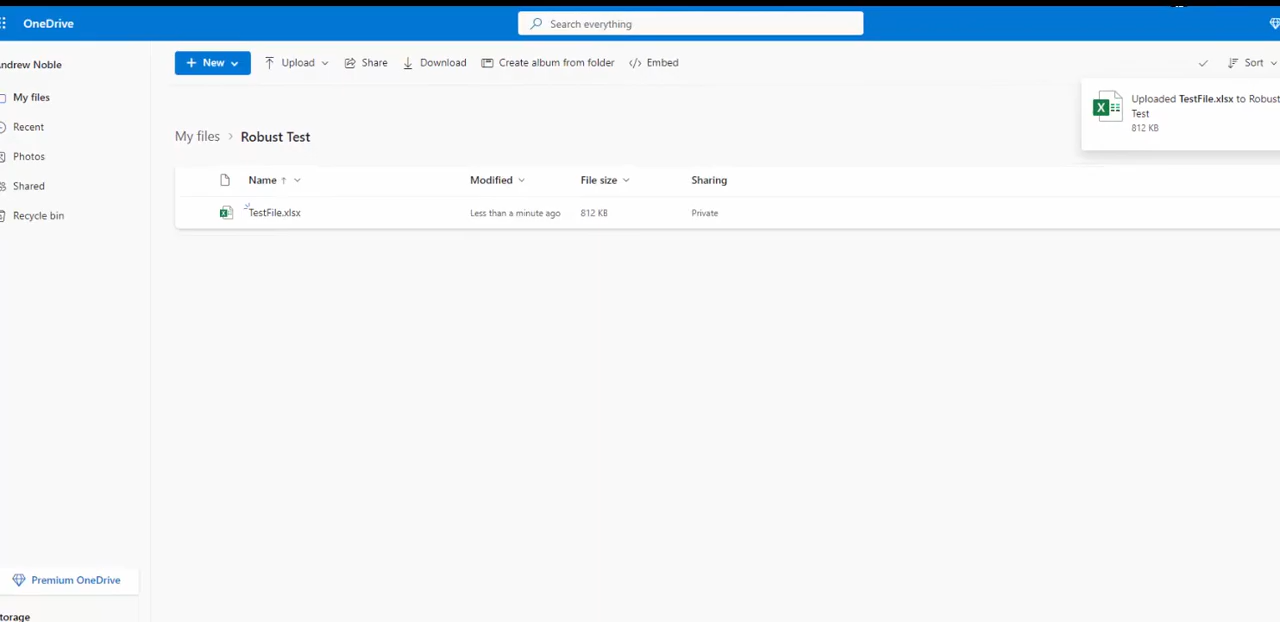 OneDrive
Search everything
ndrew Noble
New
Upload
Share
Download
Create album from folder
Embed
Sort
My files
Recent
Photos
Shared
Recycle bin
Uploaded TestFile.xlsx to Robust
Test
812 KB
My files > Robust Test
Name Modified File size Sharing
TestFile.xlsx Less than a minute ago 812 KB Private
Premium OneDrive
torage